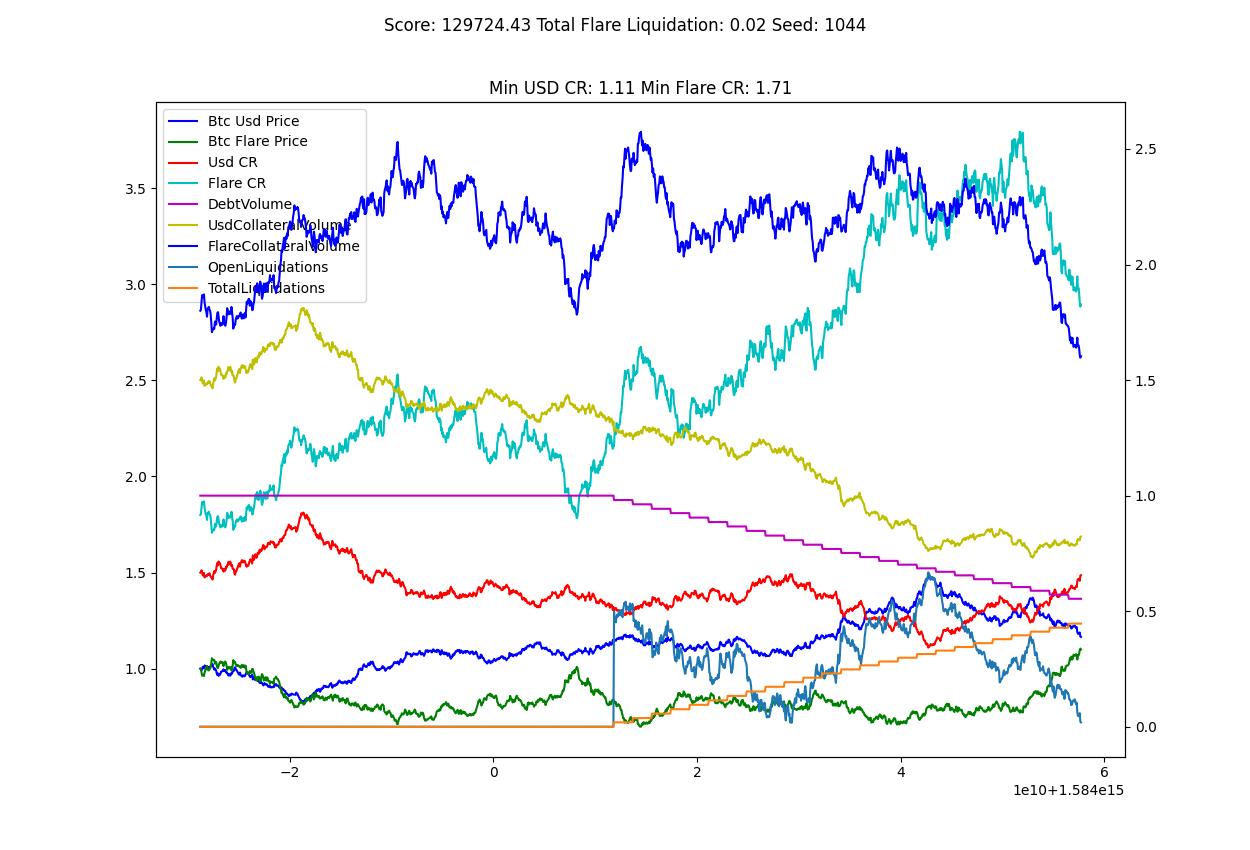 Score: 129724.43 Total Flare Liquidation: 0.02 Seed: 1044
Min USD CR: 1.11 Min Flare CR: 1.71
Btc Usd Price
Btc Flare Price
Usd CR
Flare CR
DebtVolume
UsdCollateralVolume
FlareCollateralVolume
OpenLiquidations
TotalLiquidations
3.5
3.0
2.5
2.0
1.5
1.0
2.5
2.0
1.5
1.0
0.5
0.0
−2
0
2
4
6
1e10+1.584e15